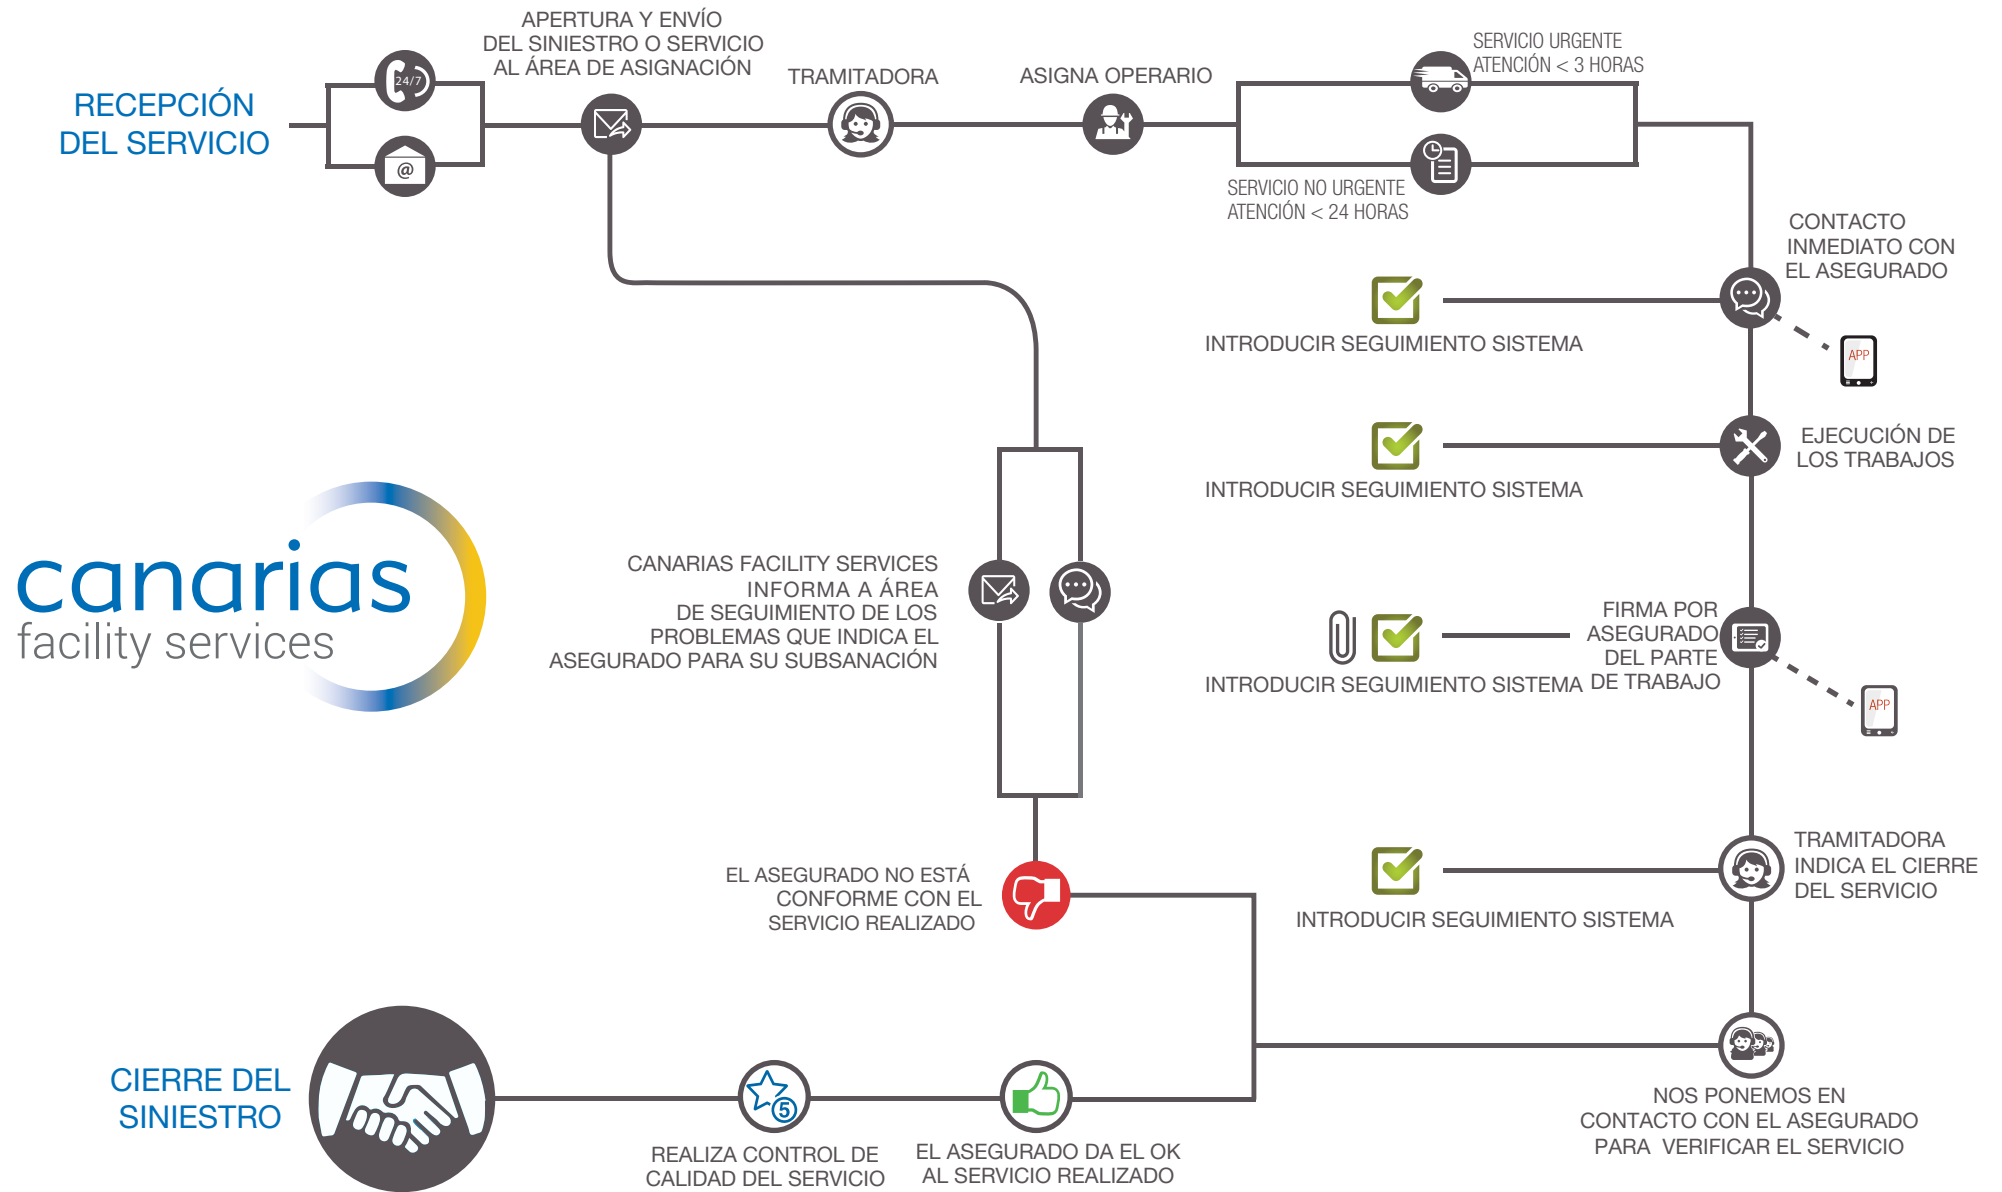 RECEPCIÓN
DEL SERVICIO
24/7
@
APERTURA Y ENVÍO
DEL SINIESTRO O SERVICIO
AL ÁREA DE ASIGNACIÓN
TRAMITADORA
ASIGNA OPERARIO
SERVICIO URGENTE
ATENCIÓN < 3 HORAS
SERVICIO NO URGENTE
ATENCIÓN < 24 HORAS
CONTACTO
INMEDIATO CON
EL ASEGURADO
INTRODUCIR SEGUIMIENTO SISTEMA
APP
EJECUCIÓN DE
LOS TRABAJOS
INTRODUCIR SEGUIMIENTO SISTEMA
canarias
facility services
CANARIAS FACILITY SERVICES
INFORMA A ÁREA
DE SEGUIMIENTO DE LOS
PROBLEMAS QUE INDICA EL
ASEGURADO PARA SU SUBSANACIÓN
FIRMA POR
ASEGURADO
DEL PARTE
DE TRABAJO
INTRODUCIR SEGUIMIENTO SISTEMA
APP
TRAMITADORA
INDICA EL CIERRE
DEL SERVICIO
INTRODUCIR SEGUIMIENTO SISTEMA
EL ASEGURADO NO ESTÁ
CONFORME CON EL
SERVICIO REALIZADO
NOS PONEMOS EN
CONTACTO CON EL ASEGURADO
PARA VERIFICAR EL SERVICIO
EL ASEGURADO DA EL OK
AL SERVICIO REALIZADO
5
REALIZA CONTROL DE
CALIDAD DEL SERVICIO
CIERRE DEL
SINIESTRO